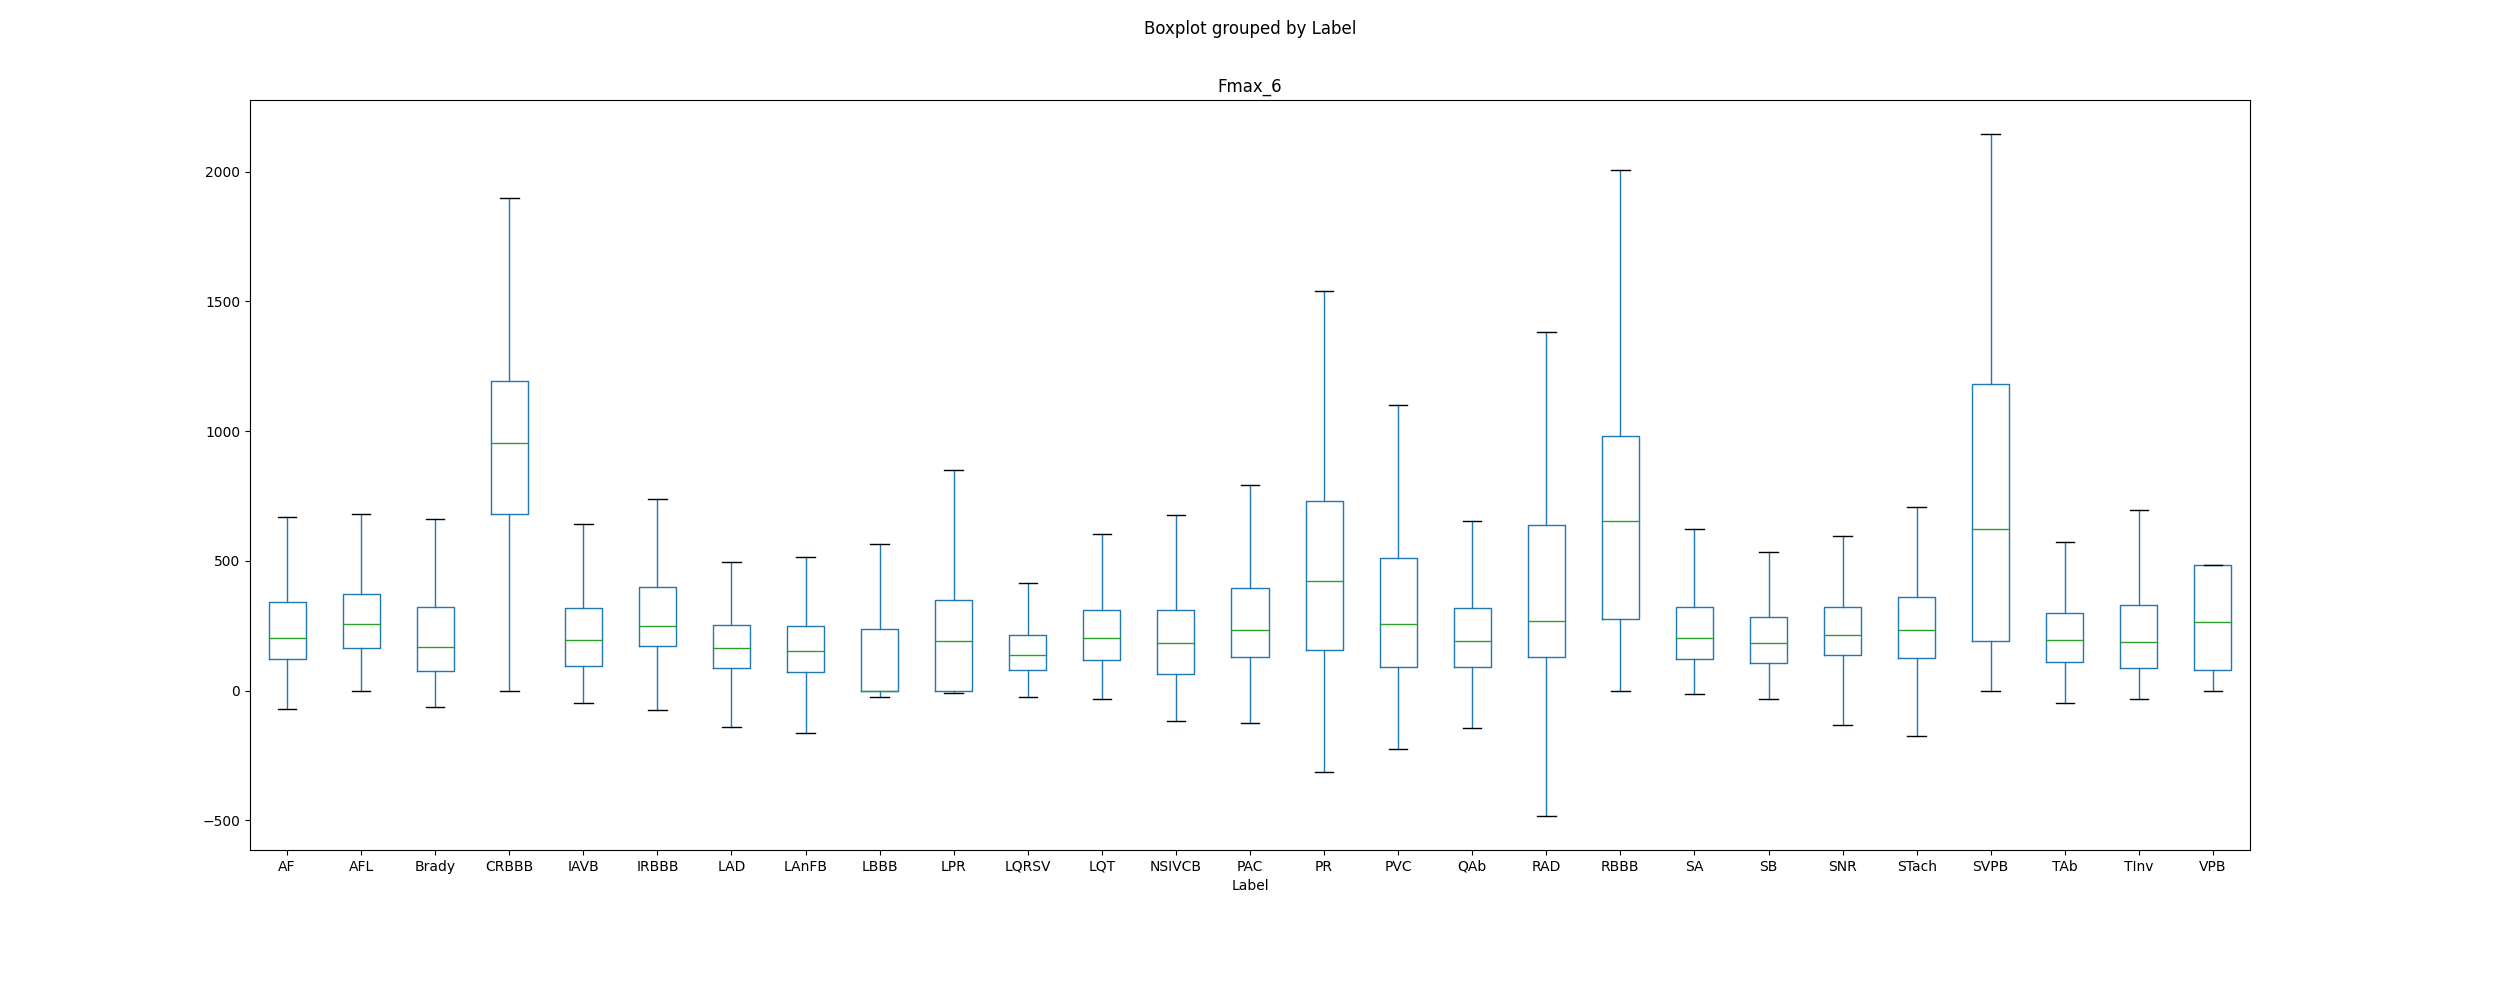 Boxplot grouped by Label
Fmax_6
2000
1500
1000
500
0
−500
AF AFL Brady CRBBB IAVB IRBBB LAD LAnFB LBBB LPR LQRSV LQT NSIVCB PAC PR PVC QAb RAD RBBB SA SB SNR STach SVPB TAb TInv VPB
Label